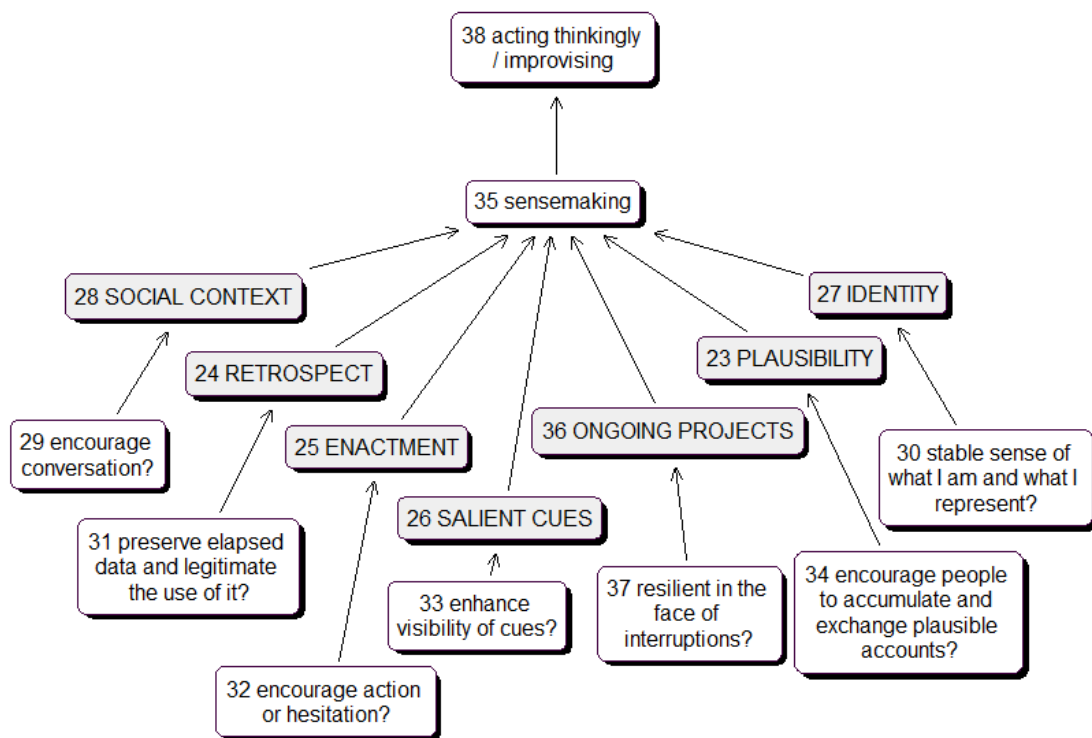 38 acting thinkingly
/ improvising
35 sensemaking
28 SOCIAL CONTEXT
27 IDENTITY
24 RETROSPECT
23 PLAUSIBILITY
25 ENACTMENT
36 ONGOING PROJECTS
26 SALIENT CUES
29 encourage
conversation?
30 stable sense of
what I am and what I
represent?
31 preserve elapsed
data and legitimate
the use of it?
33 enhance
visibility of cues?
37 resilient in the
face of
interruptions?
34 encourage people
to accumulate and
exchange plausible
accounts?
32 encourage action
or hesitation?